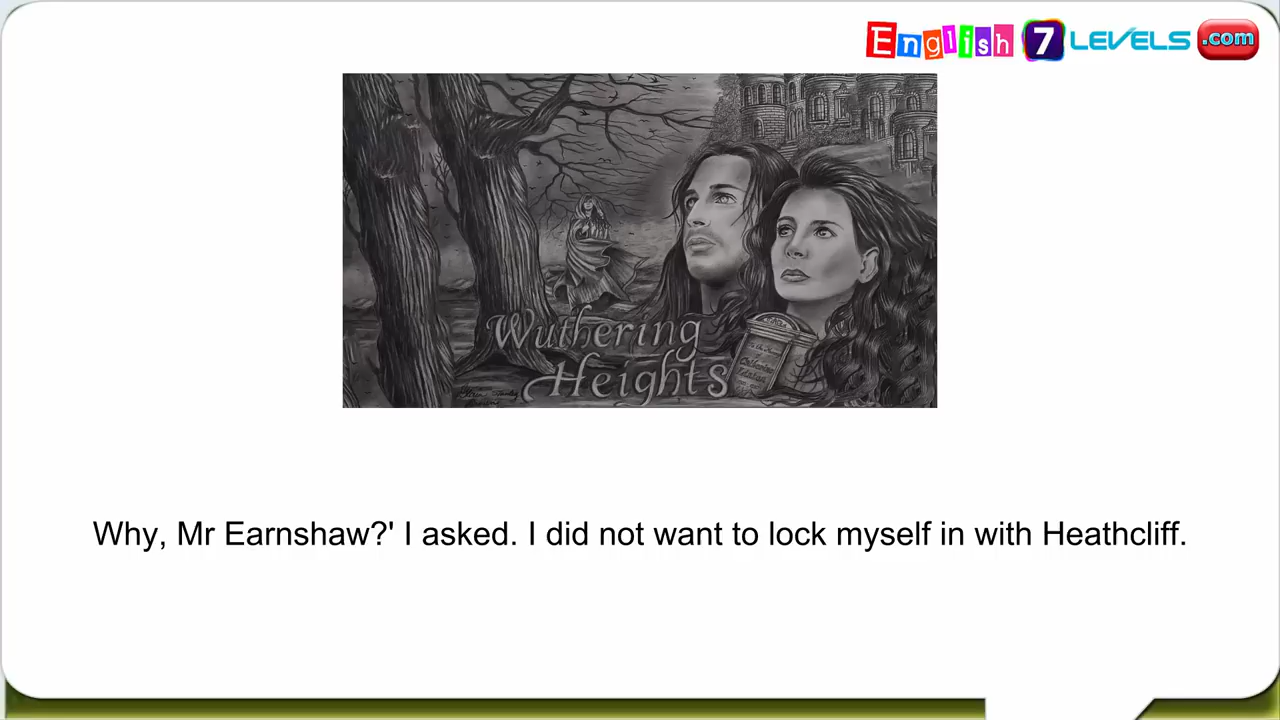 English 7 LEVELS .com
Wuthering
Heights
Why, Mr Earnshaw?' I asked. I did not want to lock myself in with Heathcliff.